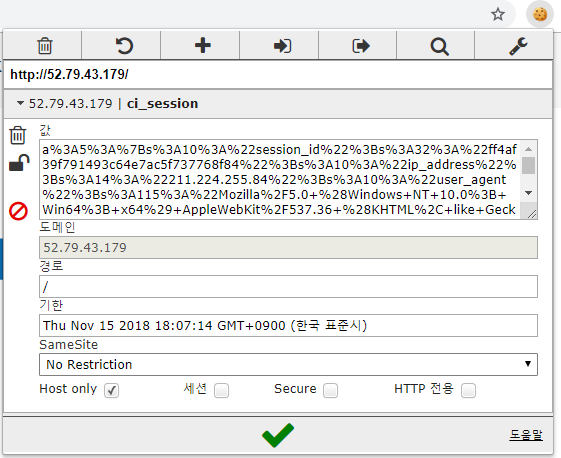 http://52.79.43.179/
52.79.43.179 | ci_session
값
a%3A5%3A%7Bs%3A10%3A%22session_id%22%3Bs%3A32%3A%22ff4af
39f791493c64e7ac5f737768f84%22%3Bs%3A10%3A%22ip_address%22%
3Bs%3A14%3A%22211.224.255.84%22%3Bs%3A10%3A%22user_agent
%22%3Bs%3A115%3A%22Mozilla%2F5.0+%28Windows+NT+10.0%3B+
Win64%3B+x64%29+AppleWebKit%2F537.36+%28KHTML%2C+like+Geck
도메인
52.79.43.179
경로
/
기한
Thu Nov 15 2018 18:07:14 GMT+0900 (한국 표준시)
SameSite
No Restriction
Host only 세션 Secure HTTP 전용
도움말